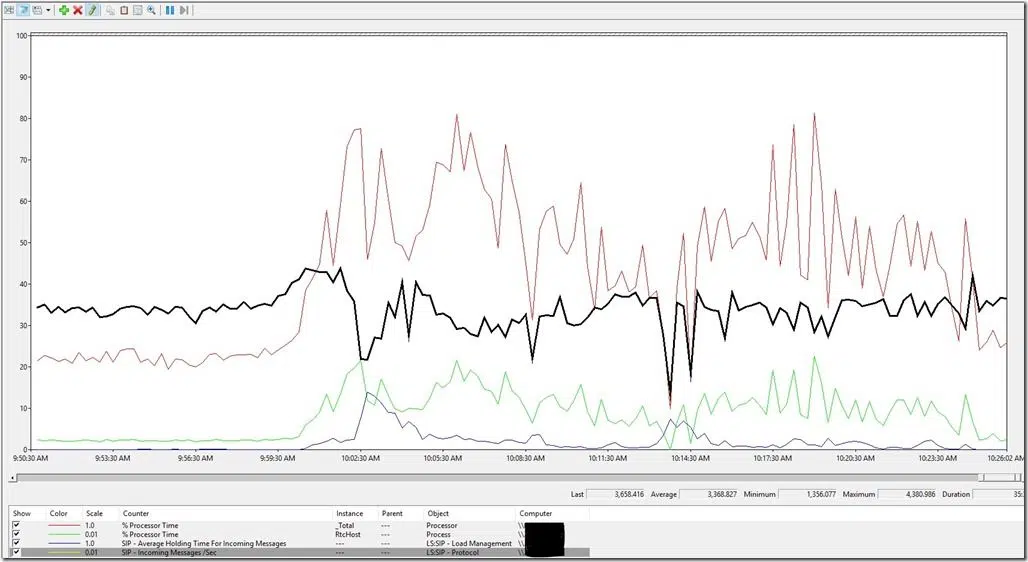 100
90
80
70
60
50
40
30
20
10
0
9:50:30 AM 9:53:30 AM 9:56:30 AM 9:59:30 AM 10:02:30 AM 10:05:30 AM 10:08:30 AM 10:11:30 AM 10:14:30 AM 10:17:30 AM 10:20:30 AM 10:23:30 AM 10:26:02 AM
Last 3,658.416 Average 3,368.827 Minimum 1,356.077 Maximum 4,380.986 Duration 35:
Show Color Scale Counter Instance Parent Object Computer
1.0 % Processor Time _Total --- Processor \\
0.01 % Processor Time RtcHost --- Process \\
1.0 SIP - Average Holding Time For Incoming Messages --- --- LS:SIP - Load Management \\
0.01 SIP - Incoming Messages /Sec --- --- LS:SIP - Protocol \\